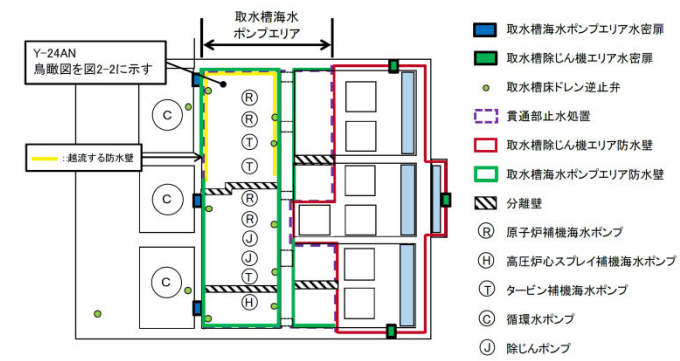 取水槽海水
ポンプエリア
Y-24AN
鳥瞰図を図2-2に示す
::越流する防水壁
C
C
C
R
R
T
T
R
R
J
J
T
H
取水槽海水ポンプエリア水密扉
取水槽除じん機エリア水密扉
取水槽床ドレン逆止弁
貫通部止水処置
取水槽除じん機エリア防水壁
取水槽海水ポンプエリア防水壁
分離壁
R 原子炉補機海水ポンプ
H 高圧炉心スプレイ補機海水ポンプ
T タービン補機海水ポンプ
C 循環水ポンプ
J 除じんポンプ